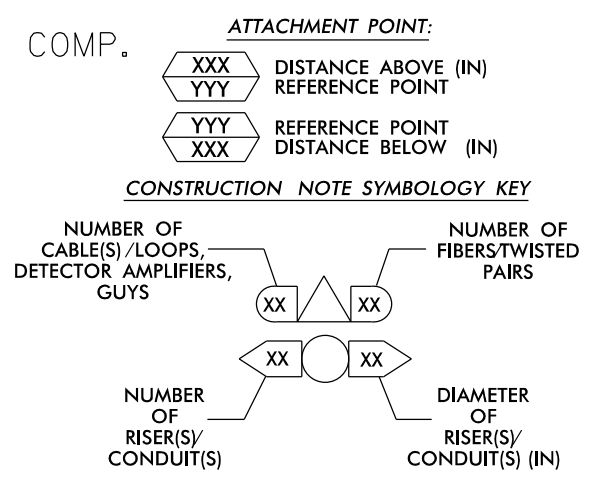 COMP.
ATTACHMENT POINT:
XXX
YYY
DISTANCE ABOVE (IN)
REFERENCE POINT
YYY
XXX
REFERENCE POINT
DISTANCE BELOW (IN)
CONSTRUCTION NOTE SYMBOLOGY KEY
NUMBER OF
CABLE(S)/LOOPS,
DETECTOR AMPLIFIERS,
GUYS
NUMBER OF
FIBERS/TWISTED
PAIRS
XX
XX
XX
XX
NUMBER
OF
RISER(S)/
CONDUIT(S)
DIAMETER
OF
RISER(S)/
CONDUIT(S) (IN)